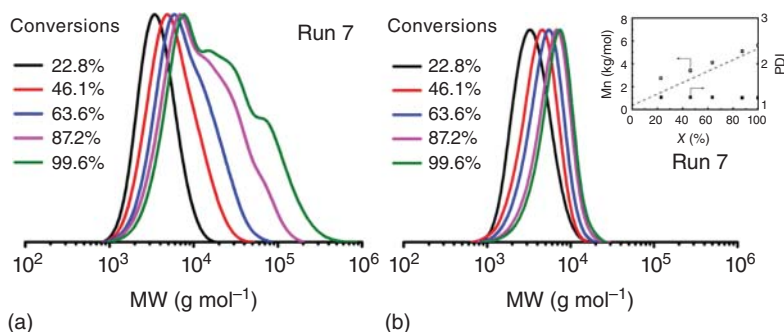 Conversions
Run 7
22.8%
46.1%
63.6%
87.2%
99.6%
10² 10³ 10⁴ 10⁵ 10⁶
MW (g mol⁻¹)
(a)
Conversions
22.8%
46.1%
63.6%
87.2%
99.6%
8
6
4
2
0
Mn (kg/mol)
3
2
1
PDI
0 20 40 60 80 100
X (%)
Run 7
10² 10³ 10⁴ 10⁵ 10⁶
MW (g mol⁻¹)
(b)